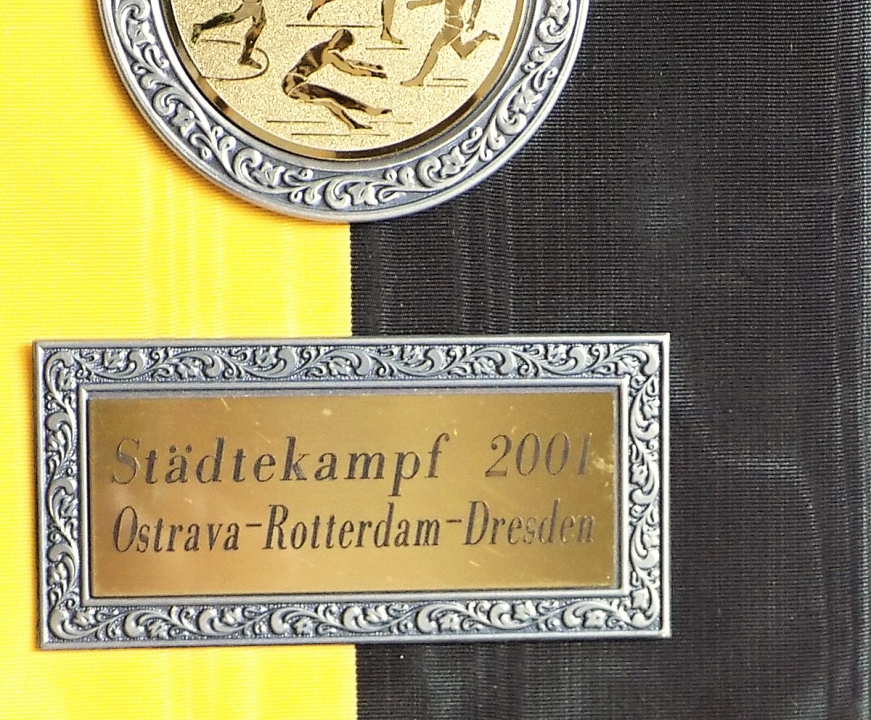 Städtekampf 2001
Ostrava-Rotterdam-Dresden